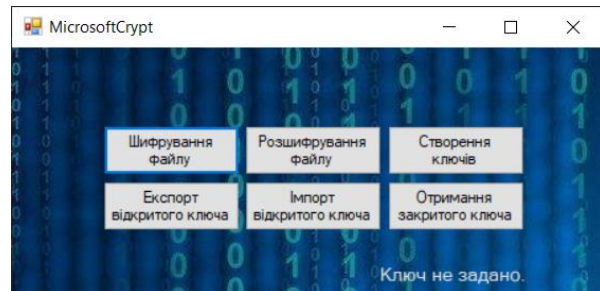 MicrosoftCrypt
Шифрування
файлу
Розшифрування
файлу
Створення
ключів
Експорт
відкритого ключа
Імпорт
відкритого ключа
Отримання
закритого ключа
Ключ не задано.